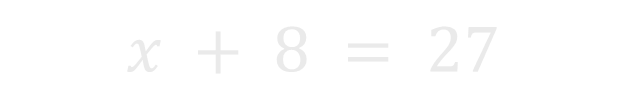 x + 8 = 27